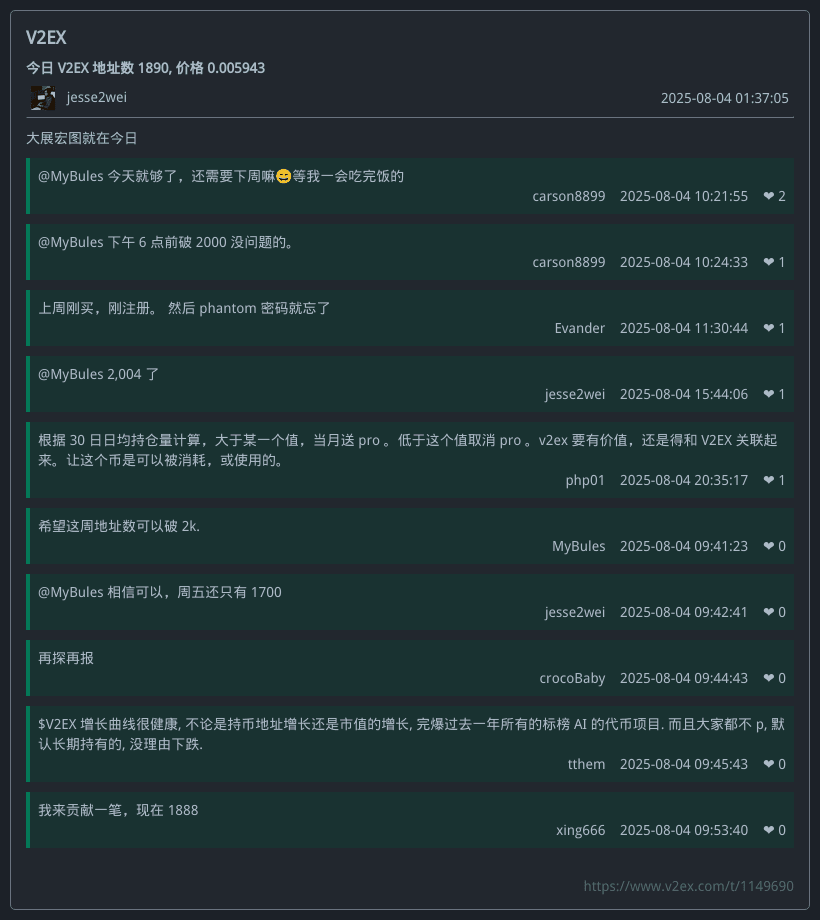 V2EX
今日 V2EX 地址数 1890, 价格 0.005943
jesse2wei 2025-08-04 01:37:05
大展宏图就在今日
@MyBules 今天就够了，还需要下周嘛😄等我一会吃完饭的
carson8899 2025-08-04 10:21:55 ❤ 2
@MyBules 下午 6 点前破 2000 没问题的。
carson8899 2025-08-04 10:24:33 ❤ 1
上周刚买，刚注册。 然后 phantom 密码就忘了
Evander 2025-08-04 11:30:44 ❤ 1
@MyBules 2,004 了
jesse2wei 2025-08-04 15:44:06 ❤ 1
根据 30 日日均持仓量计算，大于某一个值，当月送 pro 。低于这个值取消 pro 。v2ex 要有价值，还是得和 V2EX 关联起
来。让这个币是可以被消耗，或使用的。
php01 2025-08-04 20:35:17 ❤ 1
希望这周地址数可以破 2k.
MyBules 2025-08-04 09:41:23 ❤ 0
@MyBules 相信可以，周五还只有 1700
jesse2wei 2025-08-04 09:42:41 ❤ 0
再探再报
crocoBaby 2025-08-04 09:44:43 ❤ 0
$V2EX 增长曲线很健康, 不论是持币地址增长还是市值的增长, 完爆过去一年所有的标榜 AI 的代币项目. 而且大家都不 p, 默
认长期持有的, 没理由下跌.
tthem 2025-08-04 09:45:43 ❤ 0
我来贡献一笔，现在 1888
xing666 2025-08-04 09:53:40 ❤ 0
https://www.v2ex.com/t/1149690